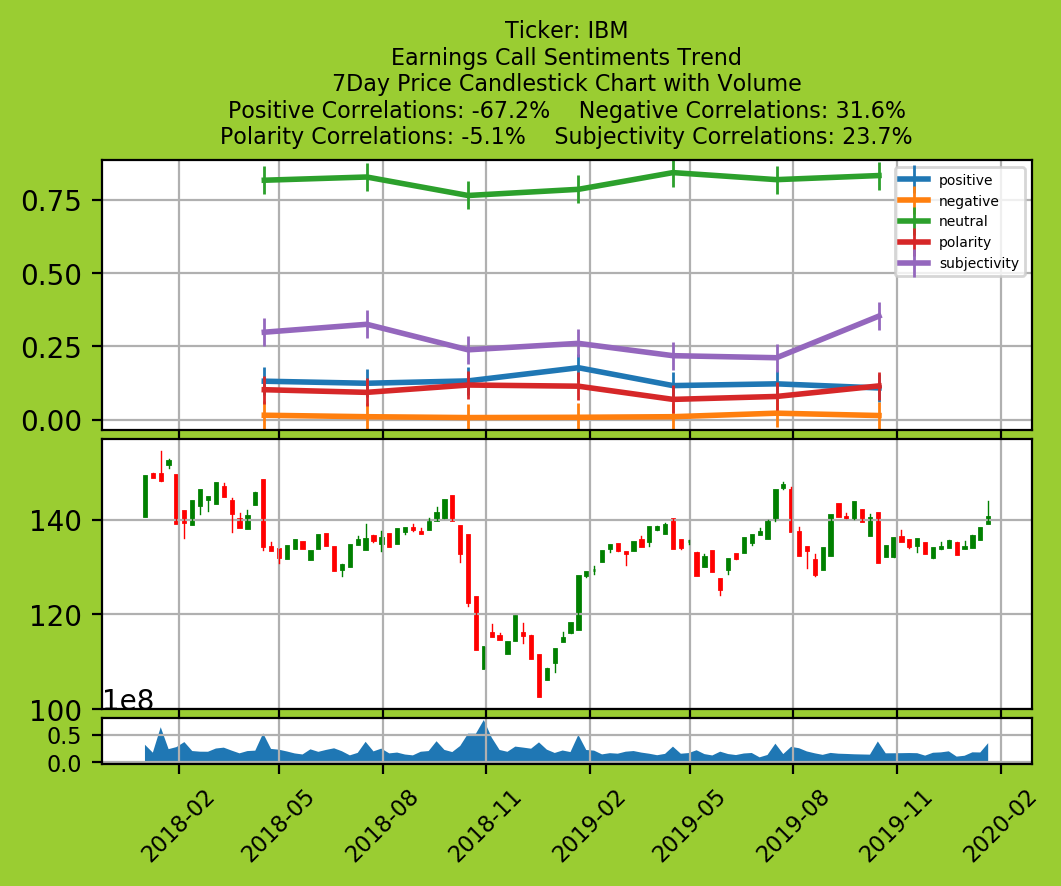 Ticker: IBM
Earnings Call Sentiments Trend
7Day Price Candlestick Chart with Volume
Positive Correlations: -67.2%    Negative Correlations: 31.6%
Polarity Correlations: -5.1%    Subjectivity Correlations: 23.7%
0.75
0.50
0.25
0.00
positive
negative
neutral
polarity
subjectivity
140
120
100
1e8
0.5
0.0
2018-02
2018-05
2018-08
2018-11
2019-02
2019-05
2019-08
2019-11
2020-02